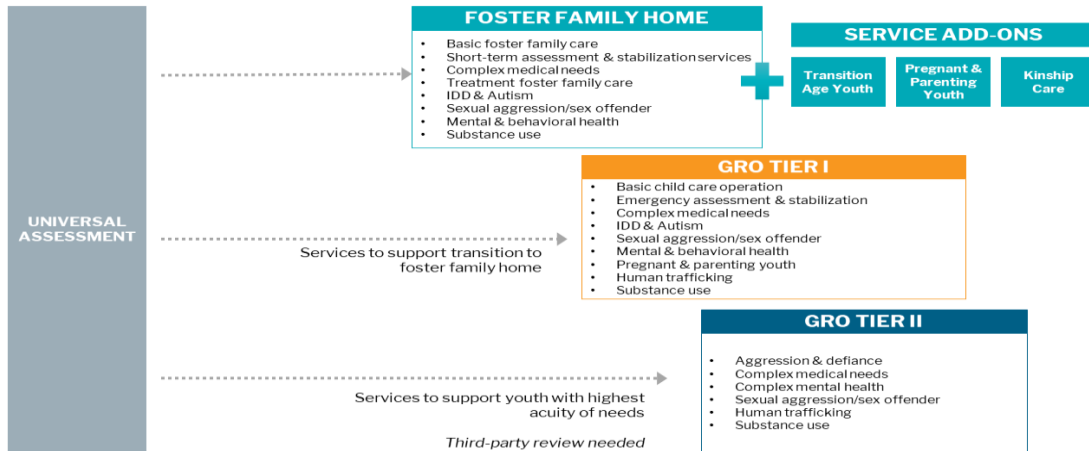 FOSTER FAMILY HOME
• Basic foster family care
• Short-term assessment & stabilization services
• Complex medical needs
• Treatment foster family care
• IDD & Autism
• Sexual aggression/sex offender
• Mental & behavioral health
• Substance use
SERVICE ADD-ONS
Transition
Age Youth
Pregnant &
Parenting
Youth
Kinship
Care
UNIVERSAL
ASSESSMENT
Services to support transition to
foster family home
GRO TIER I
• Basic child care operation
• Emergency assessment & stabilization
• Complex medical needs
• IDD & Autism
• Sexual aggression/sex offender
• Mental & behavioral health
• Pregnant & parenting youth
• Human trafficking
• Substance use
Services to support youth with highest
acuity of needs
Third-party review needed
GRO TIER II
• Aggression & defiance
• Complex medical needs
• Complex mental health
• Sexual aggression/sex offender
• Human trafficking
• Substance use